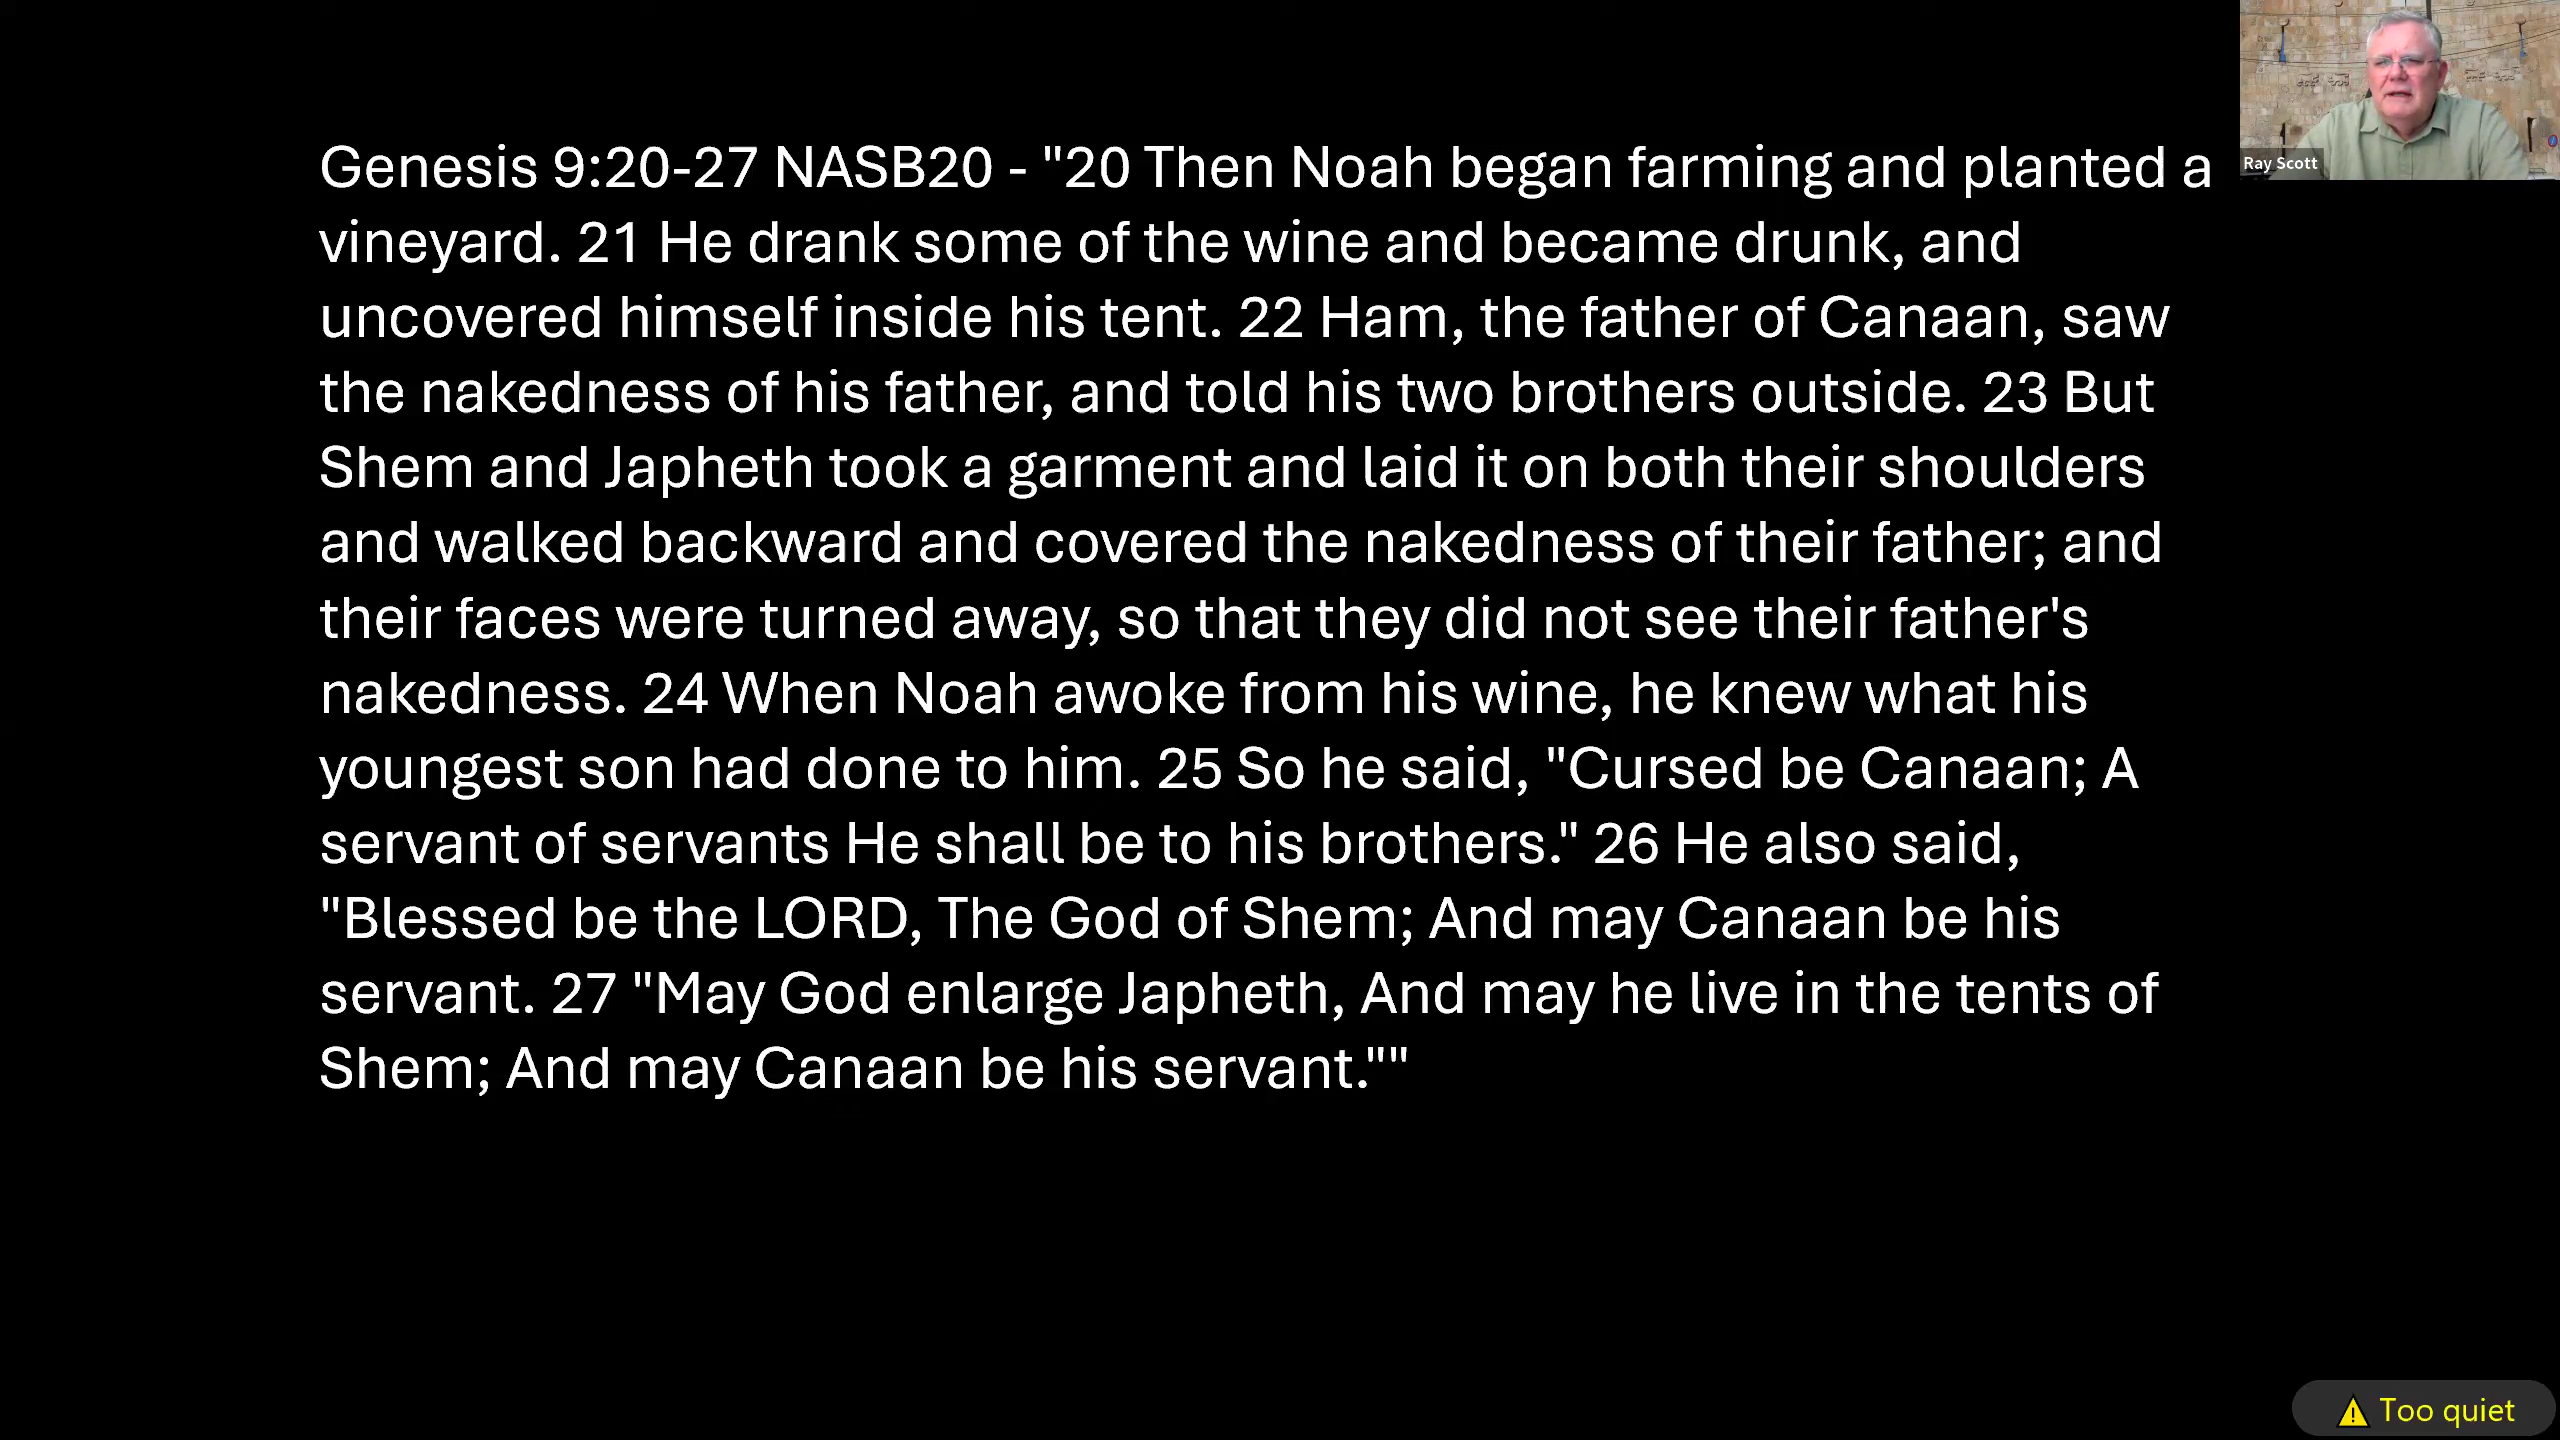 Genesis 9:20-27 NASB20 - "20 Then Noah began farming and planted a
vineyard. 21 He drank some of the wine and became drunk, and
uncovered himself inside his tent. 22 Ham, the father of Canaan, saw
the nakedness of his father, and told his two brothers outside. 23 But
Shem and Japheth took a garment and laid it on both their shoulders
and walked backward and covered the nakedness of their father; and
their faces were turned away, so that they did not see their father's
nakedness. 24 When Noah awoke from his wine, he knew what his
youngest son had done to him. 25 So he said, "Cursed be Canaan; A
servant of servants He shall be to his brothers." 26 He also said,
"Blessed be the LORD, The God of Shem; And may Canaan be his
servant. 27 "May God enlarge Japheth, And may he live in the tents of
Shem; And may Canaan be his servant.""
Ray Scott
Too quiet